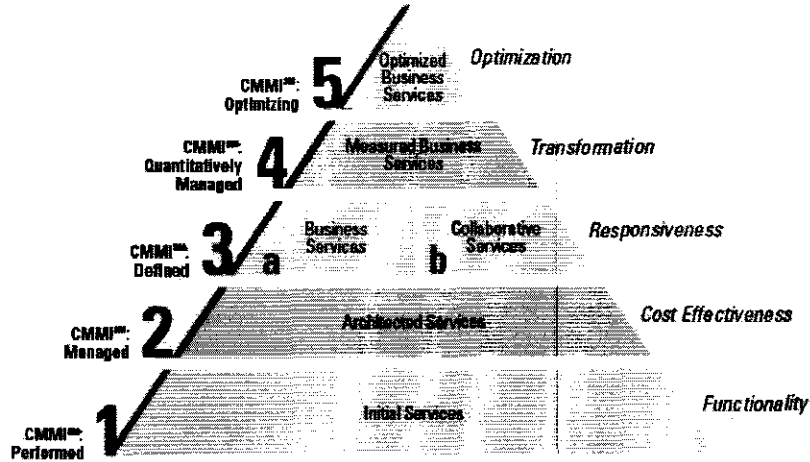 CMMI℠:
Optimizing
5
Optimized
Business
Services
Optimization
CMMI℠:
Quantitatively
Managed
4
Measured Business
Services
Transformation
CMMI℠:
Defined
3
a
Business
Services
b
Collaborative
Services
Responsiveness
CMMI℠:
Managed
2
Architected Services
Cost Effectiveness
CMMI℠:
Performed
1
Initial Services
Functionality